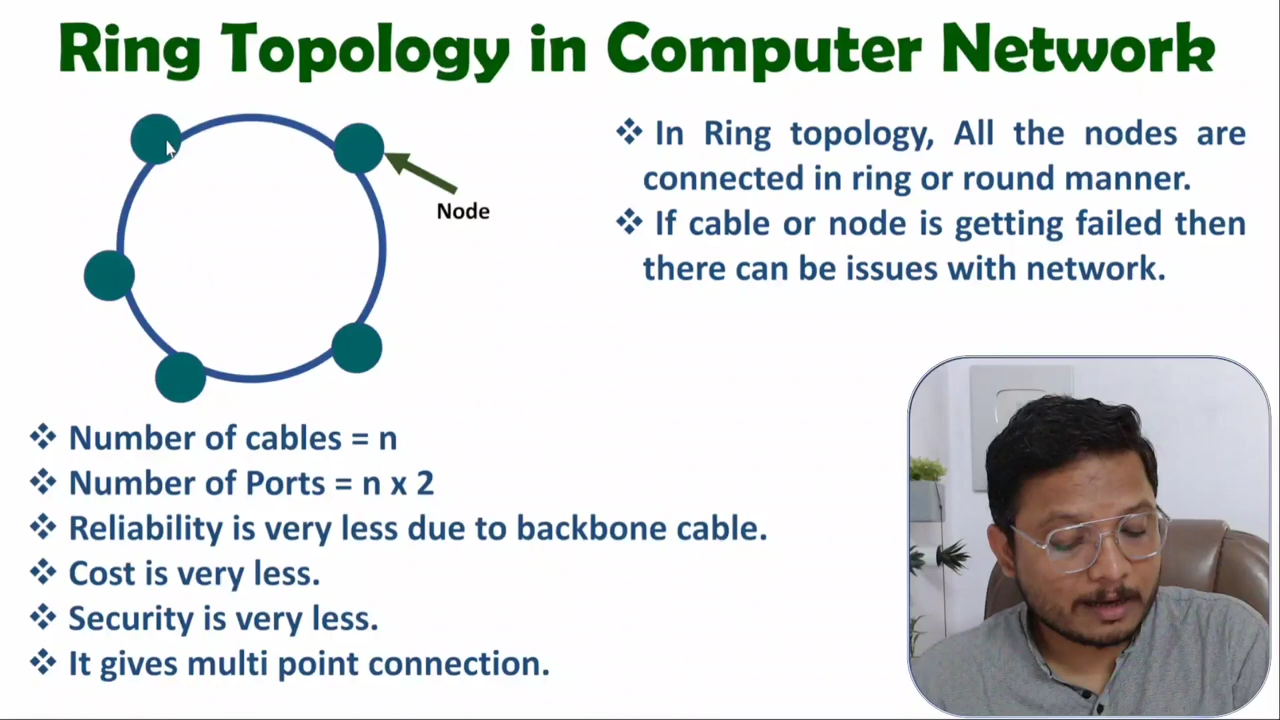 Ring Topology in Computer Network
Node
❖ In Ring topology, All the nodes are
connected in ring or round manner.
❖ If cable or node is getting failed then
there can be issues with network.
❖ Number of cables = n
❖ Number of Ports = n x 2
❖ Reliability is very less due to backbone cable.
❖ Cost is very less.
❖ Security is very less.
❖ It gives multi point connection.